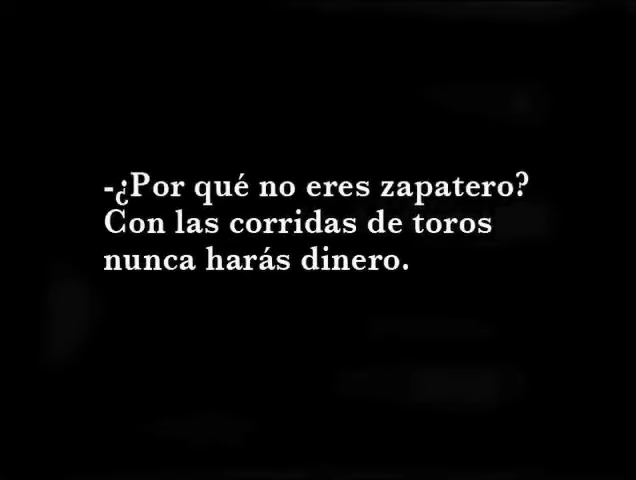 -¿Por qué no eres zapatero?
Con las corridas de toros
nunca harás dinero.